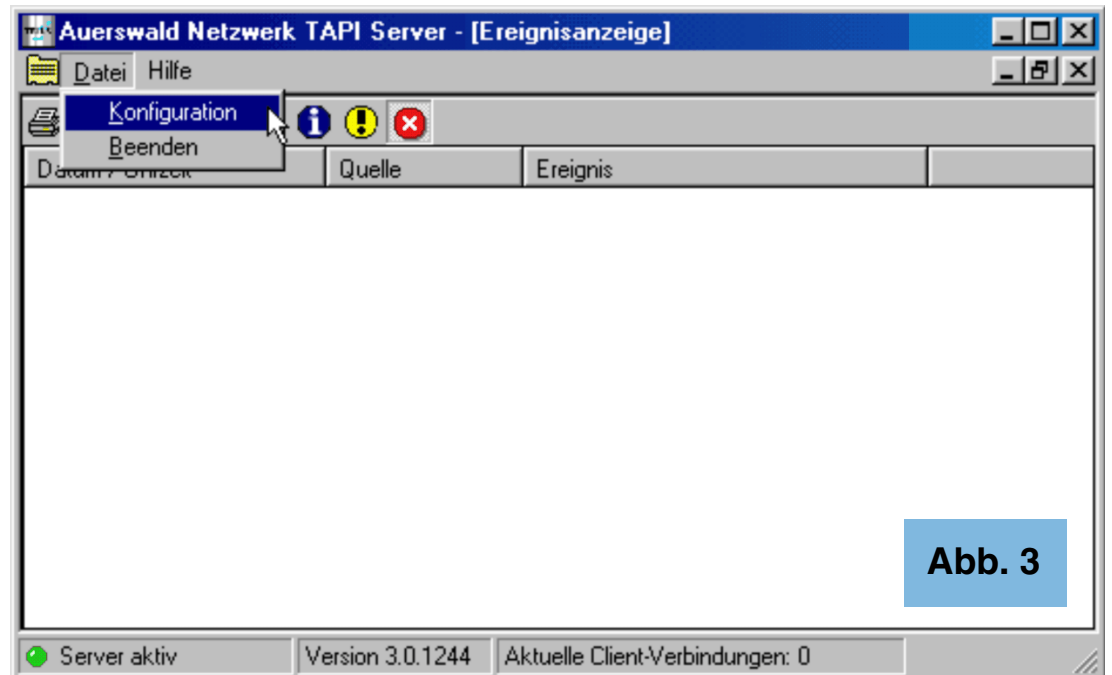 Auerswald Netzwerk TAPI Server - [Ereignisanzeige]
Datei Hilfe
Konfiguration
Beenden
Quelle Ereignis
Abb. 3
Server aktiv Version 3.0.1244 Aktuelle Client-Verbindungen: 0